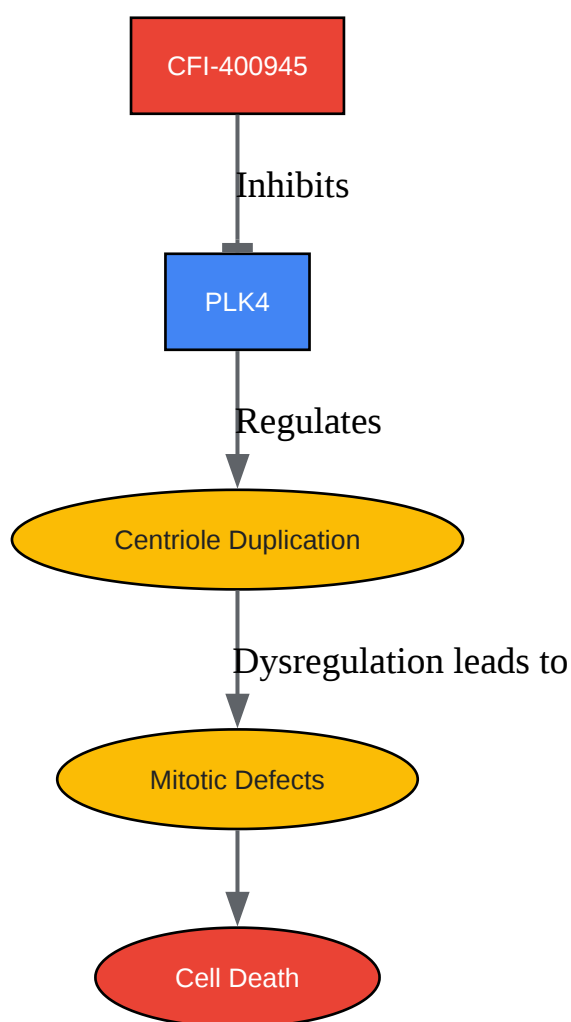 CFI-400945
Inhibits
PLK4
Regulates
Centriole Duplication
Dysregulation leads to
Mitotic Defects
Cell Death